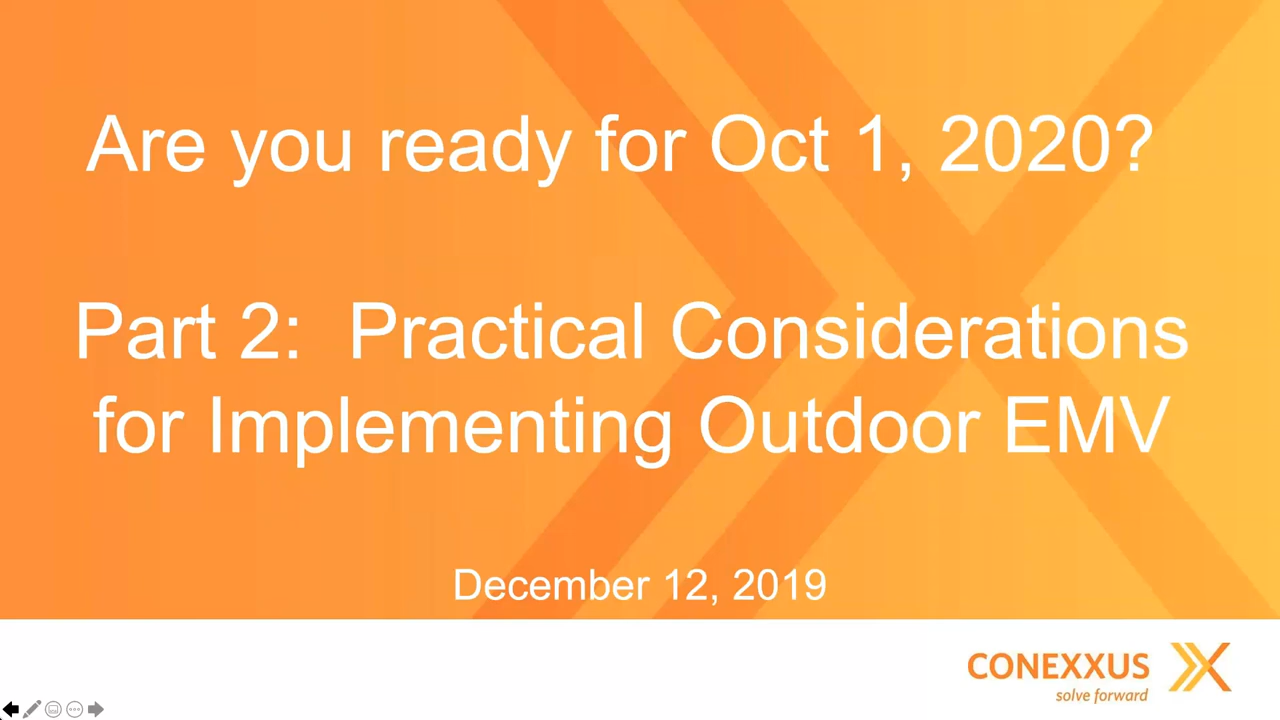 Are you ready for Oct 1, 2020?
Part 2: Practical Considerations
for Implementing Outdoor EMV
December 12, 2019
CONEXXUS
solve forward